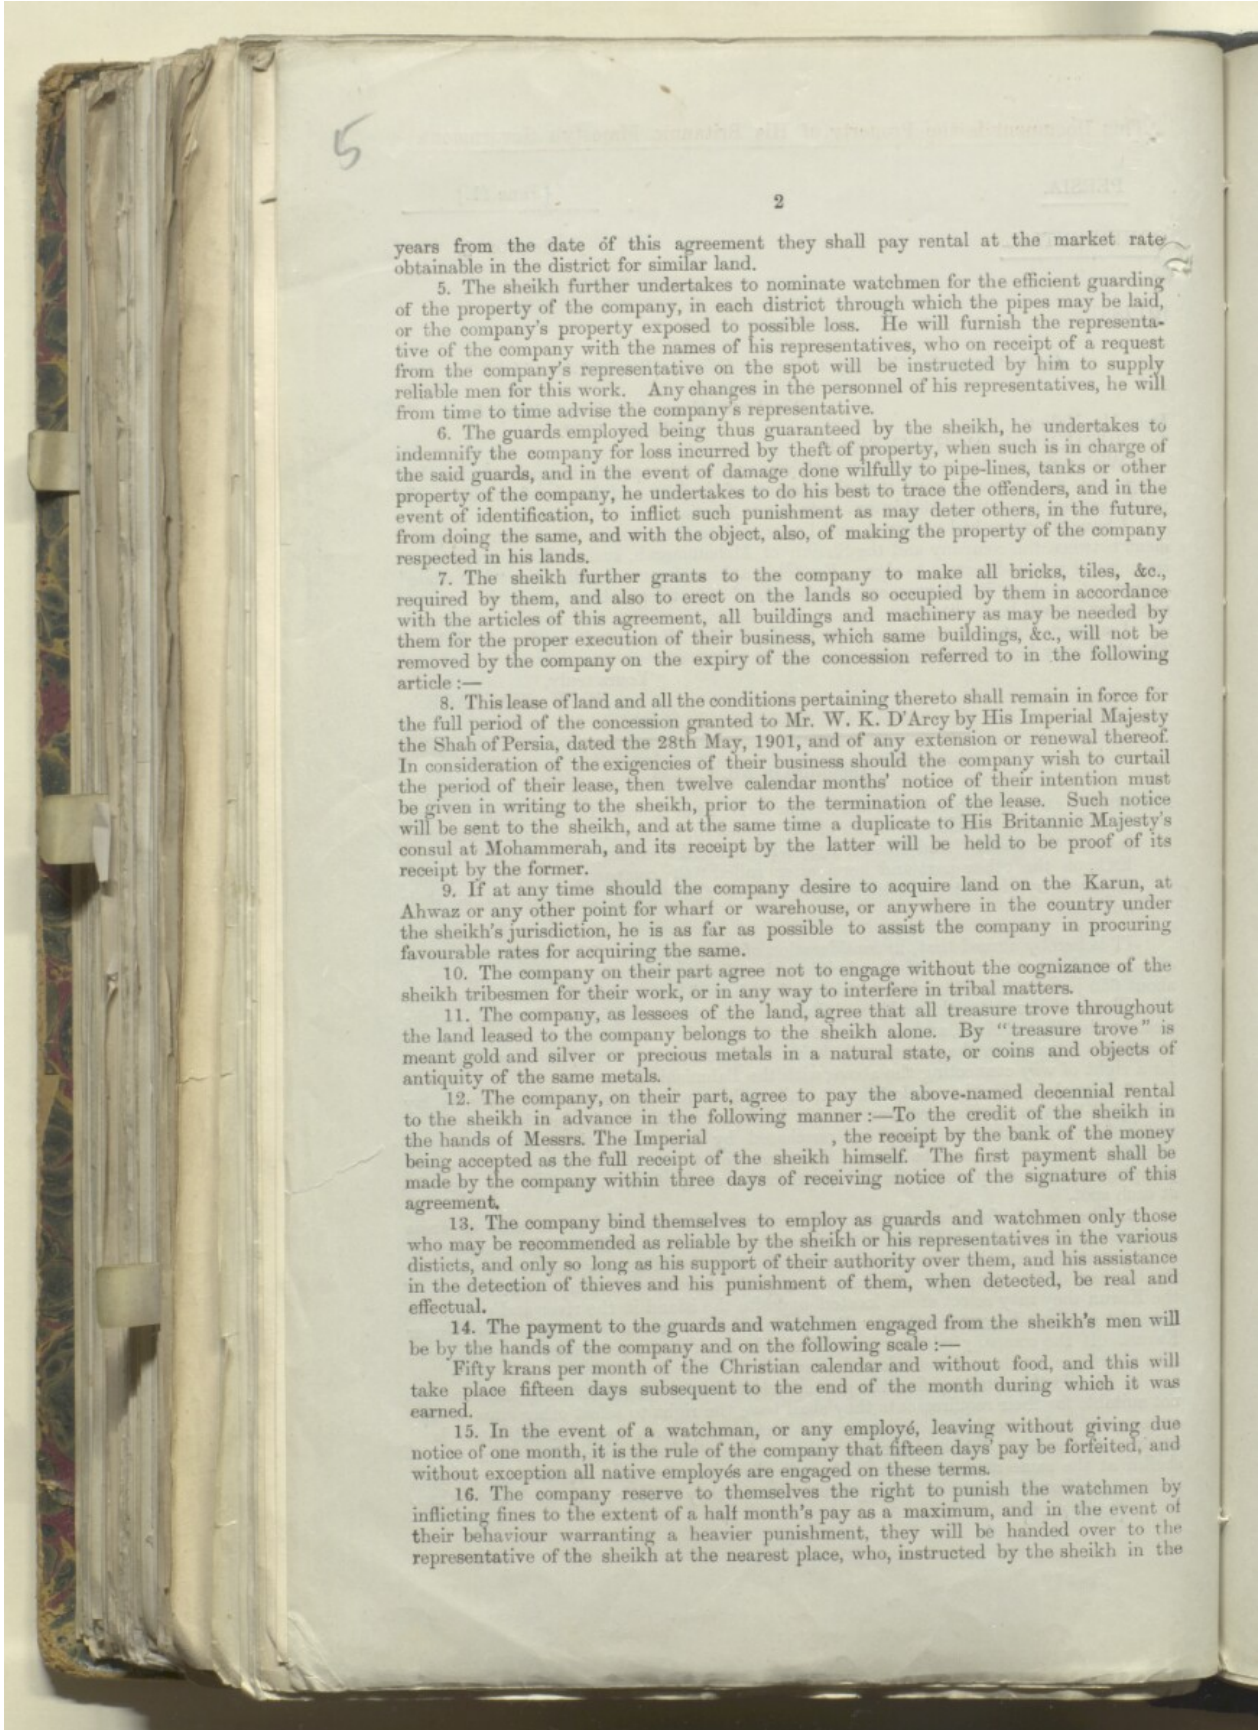 5
2
years from the date of this agreement they shall pay rental at the market rate
obtainable in the district for similar land.
5. The sheikh further undertakes to nominate watchmen for the efficient guarding
of the property of the company, in each district through which the pipes may be laid,
or the company's property exposed to possible loss. He will furnish the representa-
tive of the company with the names of his representatives, who on receipt of a request
from the company's representative on the spot will be instructed by him to supply
reliable men for this work. Any changes in the personnel of his representatives, he will
from time to time advise the company's representative.
6. The guards employed being thus guaranteed by the sheikh, he undertakes to
indemnify the company for loss incurred by theft of property, when such is in charge of
the said guards, and in the event of damage done wilfully to pipe-lines, tanks or other
property of the company, he undertakes to do his best to trace the offenders, and in the
event of identification, to inflict such punishment as may deter others, in the future,
from doing the same, and with the object, also, of making the property of the company
respected in his lands.
7. The sheikh further grants to the company to make all bricks, tiles, &c.,
required by them, and also to erect on the lands so occupied by them in accordance
with the articles of this agreement, all buildings and machinery as may be needed by
them for the proper execution of their business, which same buildings, &c., will not be
removed by the company on the expiry of the concession referred to in the following
article :—
8. This lease of land and all the conditions pertaining thereto shall remain in force for
the full period of the concession granted to Mr. W. K. D'Arcy by His Imperial Majesty
the Shah of Persia, dated the 28th May, 1901, and of any extension or renewal thereof.
In consideration of the exigencies of their business should the company wish to curtail
the period of their lease, then twelve calendar months' notice of their intention must
be given in writing to the sheikh, prior to the termination of the lease. Such notice
will be sent to the sheikh, and at the same time a duplicate to His Britannic Majesty's
consul at Mohammerah, and its receipt by the latter will be held to be proof of its
receipt by the former.
9. If at any time should the company desire to acquire land on the Karun, at
Ahwaz or any other point for wharf or warehouse, or anywhere in the country under
the sheikh's jurisdiction, he is as far as possible to assist the company in procuring
favourable rates for acquiring the same.
10. The company on their part agree not to engage without the cognizance of the
sheikh tribesmen for their work, or in any way to interfere in tribal matters.
11. The company, as lessees of the land, agree that all treasure trove throughout
the land leased to the company belongs to the sheikh alone. By "treasure trove" is
meant gold and silver or precious metals in a natural state, or coins and objects of
antiquity of the same metals.
12. The company, on their part, agree to pay the above-named decennial rental
to the sheikh in advance in the following manner :—To the credit of the sheikh in
the hands of Messrs. The Imperial , the receipt by the bank of the money
being accepted as the full receipt of the sheikh himself. The first payment shall be
made by the company within three days of receiving notice of the signature of this
agreement.
13. The company bind themselves to employ as guards and watchmen only those
who may be recommended as reliable by the sheikh or his representatives in the various
disticts, and only so long as his support of their authority over them, and his assistance
in the detection of thieves and his punishment of them, when detected, be real and
effectual.
14. The payment to the guards and watchmen engaged from the sheikh's men will
be by the hands of the company and on the following scale :—
Fifty krans per month of the Christian calendar and without food, and this will
take place fifteen days subsequent to the end of the month during which it was
earned.
15. In the event of a watchman, or any employé, leaving without giving due
notice of one month, it is the rule of the company that fifteen days' pay be forfeited, and
without exception all native employés are engaged on these terms.
16. The company reserve to themselves the right to punish the watchmen by
inflicting fines to the extent of a half month's pay as a maximum, and in the event of
their behaviour warranting a heavier punishment, they will be handed over to the
representative of the sheikh at the nearest place, who, instructed by the sheikh in the